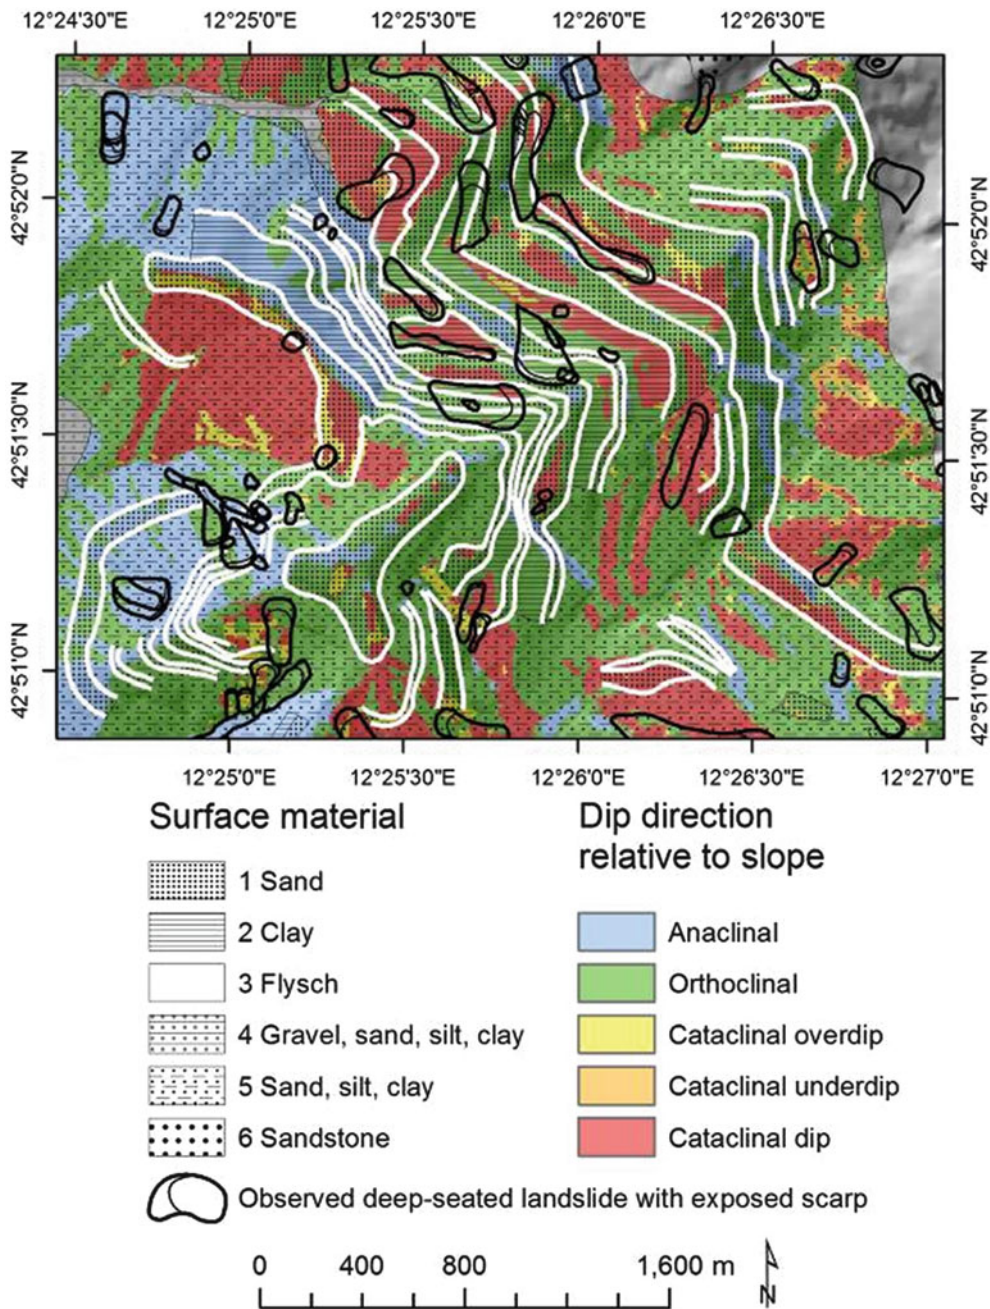 12°24'30"E 12°25'0"E 12°25'30"E 12°26'0"E 12°26'30"E
42°52'0"N
42°51'30"N
42°51'0"N
42°52'0"N
42°51'30"N
42°51'0"N
12°25'0"E 12°25'30"E 12°26'0"E 12°26'30"E 12°27'0"E
Surface material
1 Sand
2 Clay
3 Flysch
4 Gravel, sand, silt, clay
5 Sand, silt, clay
6 Sandstone
Dip direction
relative to slope
Anaclinal
Orthoclinal
Cataclinal overdip
Cataclinal underdip
Cataclinal dip
Observed deep-seated landslide with exposed scarp
0 400 800 1,600 m
N